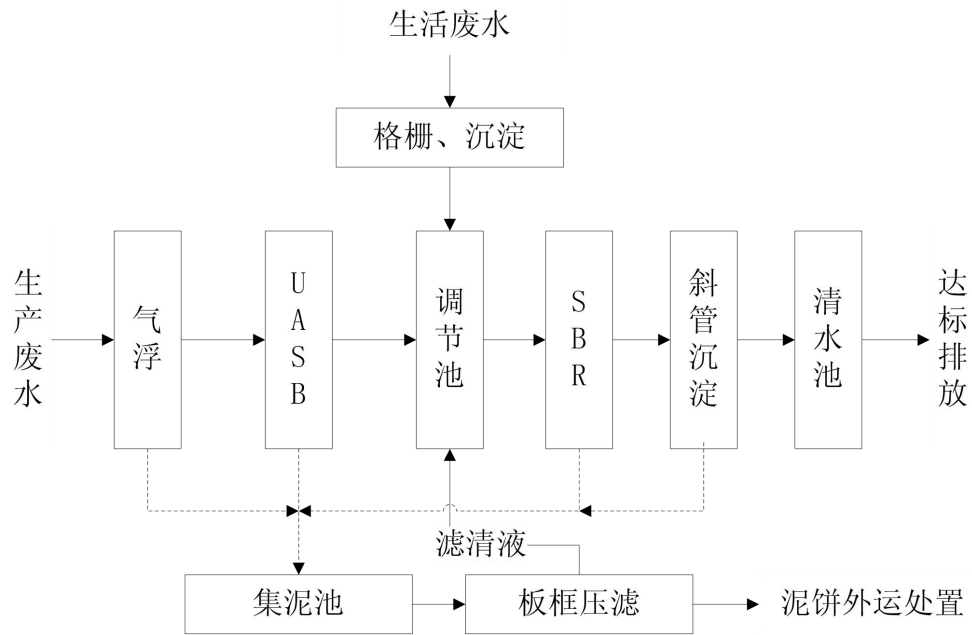 生活废水
格栅、沉淀
生产废水
气浮
UASB
调节池
SBR
斜管沉淀
清水池
达标排放
滤清液
集泥池
板框压滤
泥饼外运处置